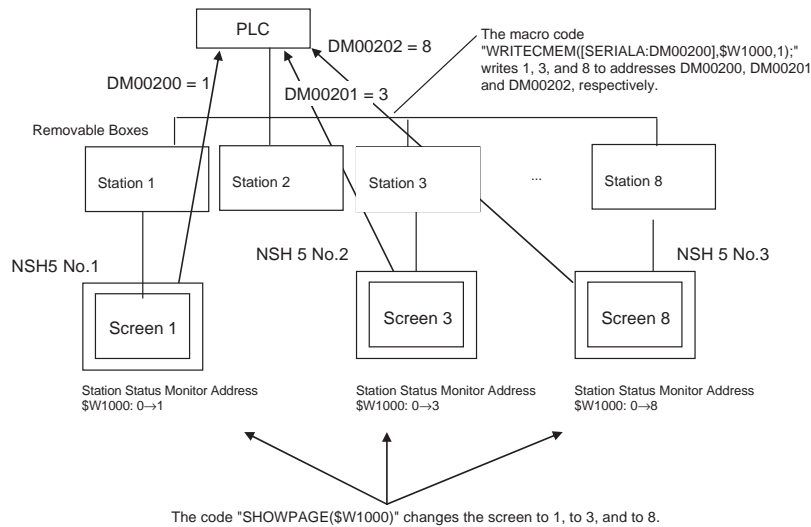 PLC
DM00202 = 8
The macro code
"WRITECMEM([SERIALA:DM00200],$W1000,1);"
writes 1, 3, and 8 to addresses DM00200, DM00201
and DM00202, respectively.
DM00200 = 1
DM00201 = 3
Removable Boxes
Station 1
Station 2
Station 3
...
Station 8
NSH5 No.1
NSH 5 No.2
NSH 5 No.3
Screen 1
Screen 3
Screen 8
Station Status Monitor Address
$W1000: 0→1
Station Status Monitor Address
$W1000: 0→3
Station Status Monitor Address
$W1000: 0→8
The code "SHOWPAGE($W1000)" changes the screen to 1, to 3, and to 8.